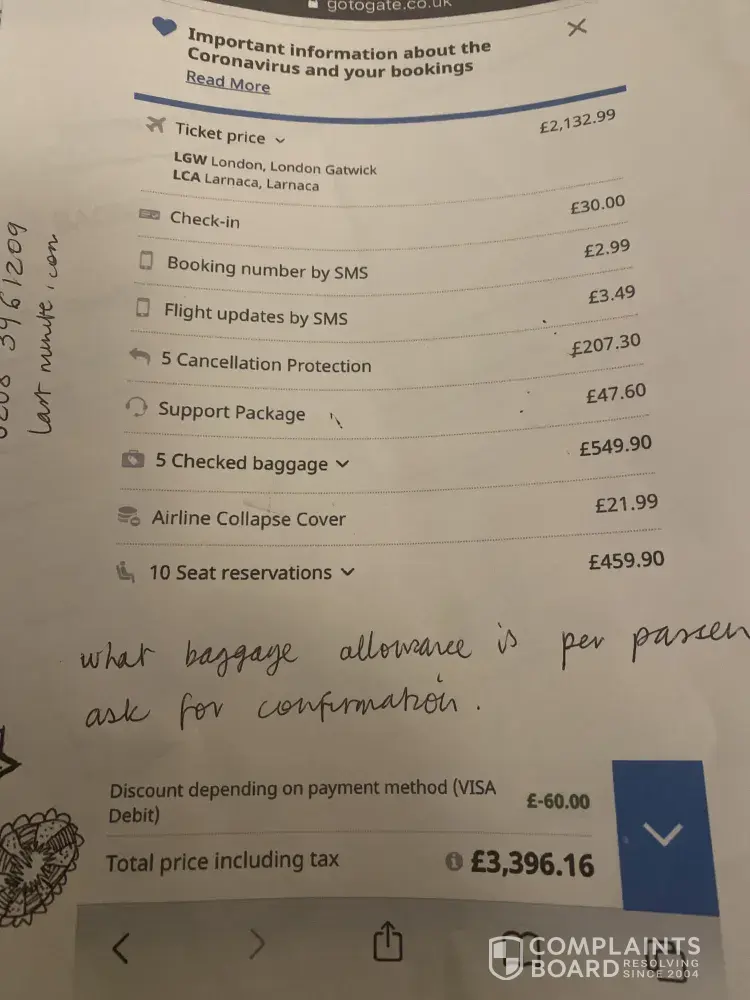 gotogate.co.uk
Important information about the
Coronavirus and your bookings
Read More
Ticket price £2,132.99
LGW London, London Gatwick
LCA Larnaca, Larnaca
Check-in £30.00
Booking number by SMS £2.99
Flight updates by SMS £3.49
5 Cancellation Protection £207.30
Support Package £47.60
5 Checked baggage £549.90
Airline Collapse Cover £21.99
10 Seat reservations £459.90
what baggage allowance is per passen
ask for confirmation.
Discount depending on payment method (VISA
Debit) £-60.00
Total price including tax £3,396.16
3961209
last minute.com
COMPLAINTS
BOARD RESOLVING
SINCE 2004